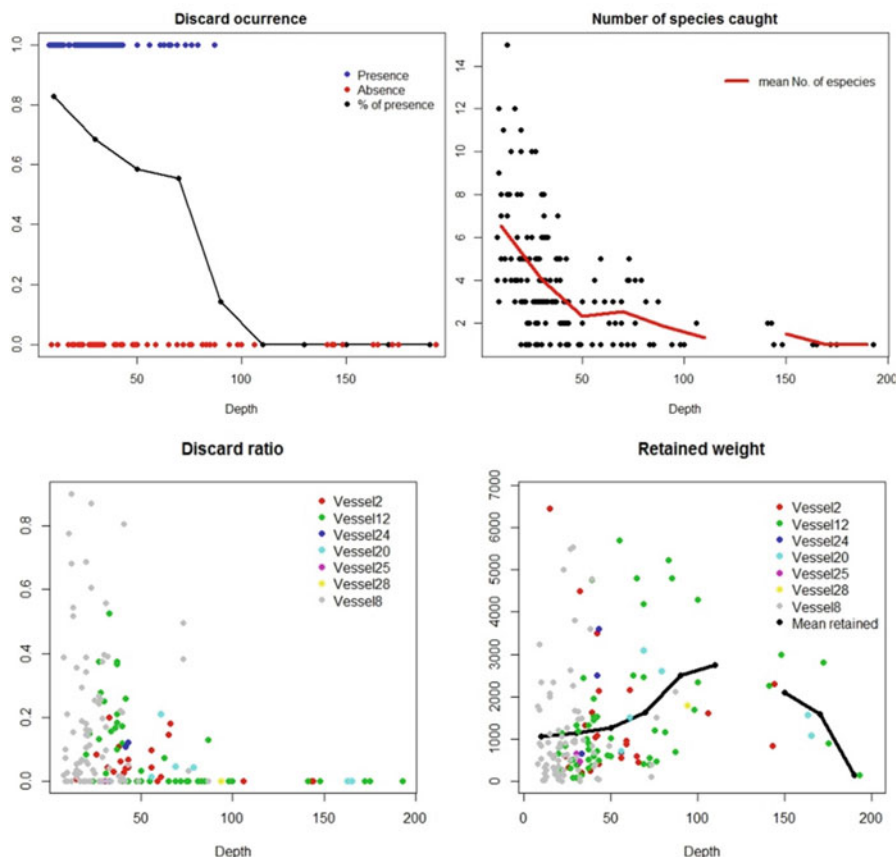 Discard ocurrence
1.0
0.8
0.6
0.4
0.2
0.0
Presence
Absence
% of presence
50
100
150
Depth
Number of species caught
14
12
10
8
6
4
2
mean No. of especies
50
100
150
200
Depth
Discard ratio
0.8
0.6
0.4
0.2
0.0
Vessel2
Vessel12
Vessel24
Vessel20
Vessel25
Vessel28
Vessel8
0
50
100
150
200
Depth
Retained weight
7000
6000
5000
4000
3000
2000
1000
0
Vessel2
Vessel12
Vessel24
Vessel20
Vessel25
Vessel28
Vessel8
Mean retained
0
50
100
150
200
Depth